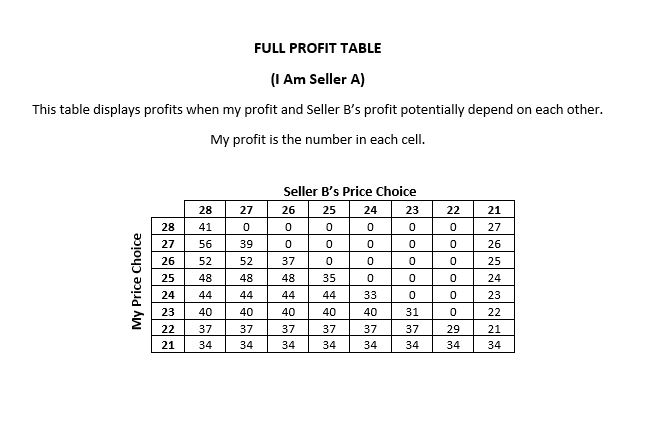 FULL PROFIT TABLE
(I Am Seller A)
This table displays profits when my profit and Seller B's profit potentially depend on each other.
My profit is the number in each cell.
Seller B's Price Choice
28 27 26 25 24 23 22 21
My Price Choice
28 41 0 0 0 0 0 0 27
27 56 39 0 0 0 0 0 26
26 52 52 37 0 0 0 0 25
25 48 48 48 35 0 0 0 24
24 44 44 44 44 33 0 0 23
23 40 40 40 40 40 31 0 22
22 37 37 37 37 37 37 29 21
21 34 34 34 34 34 34 34 34